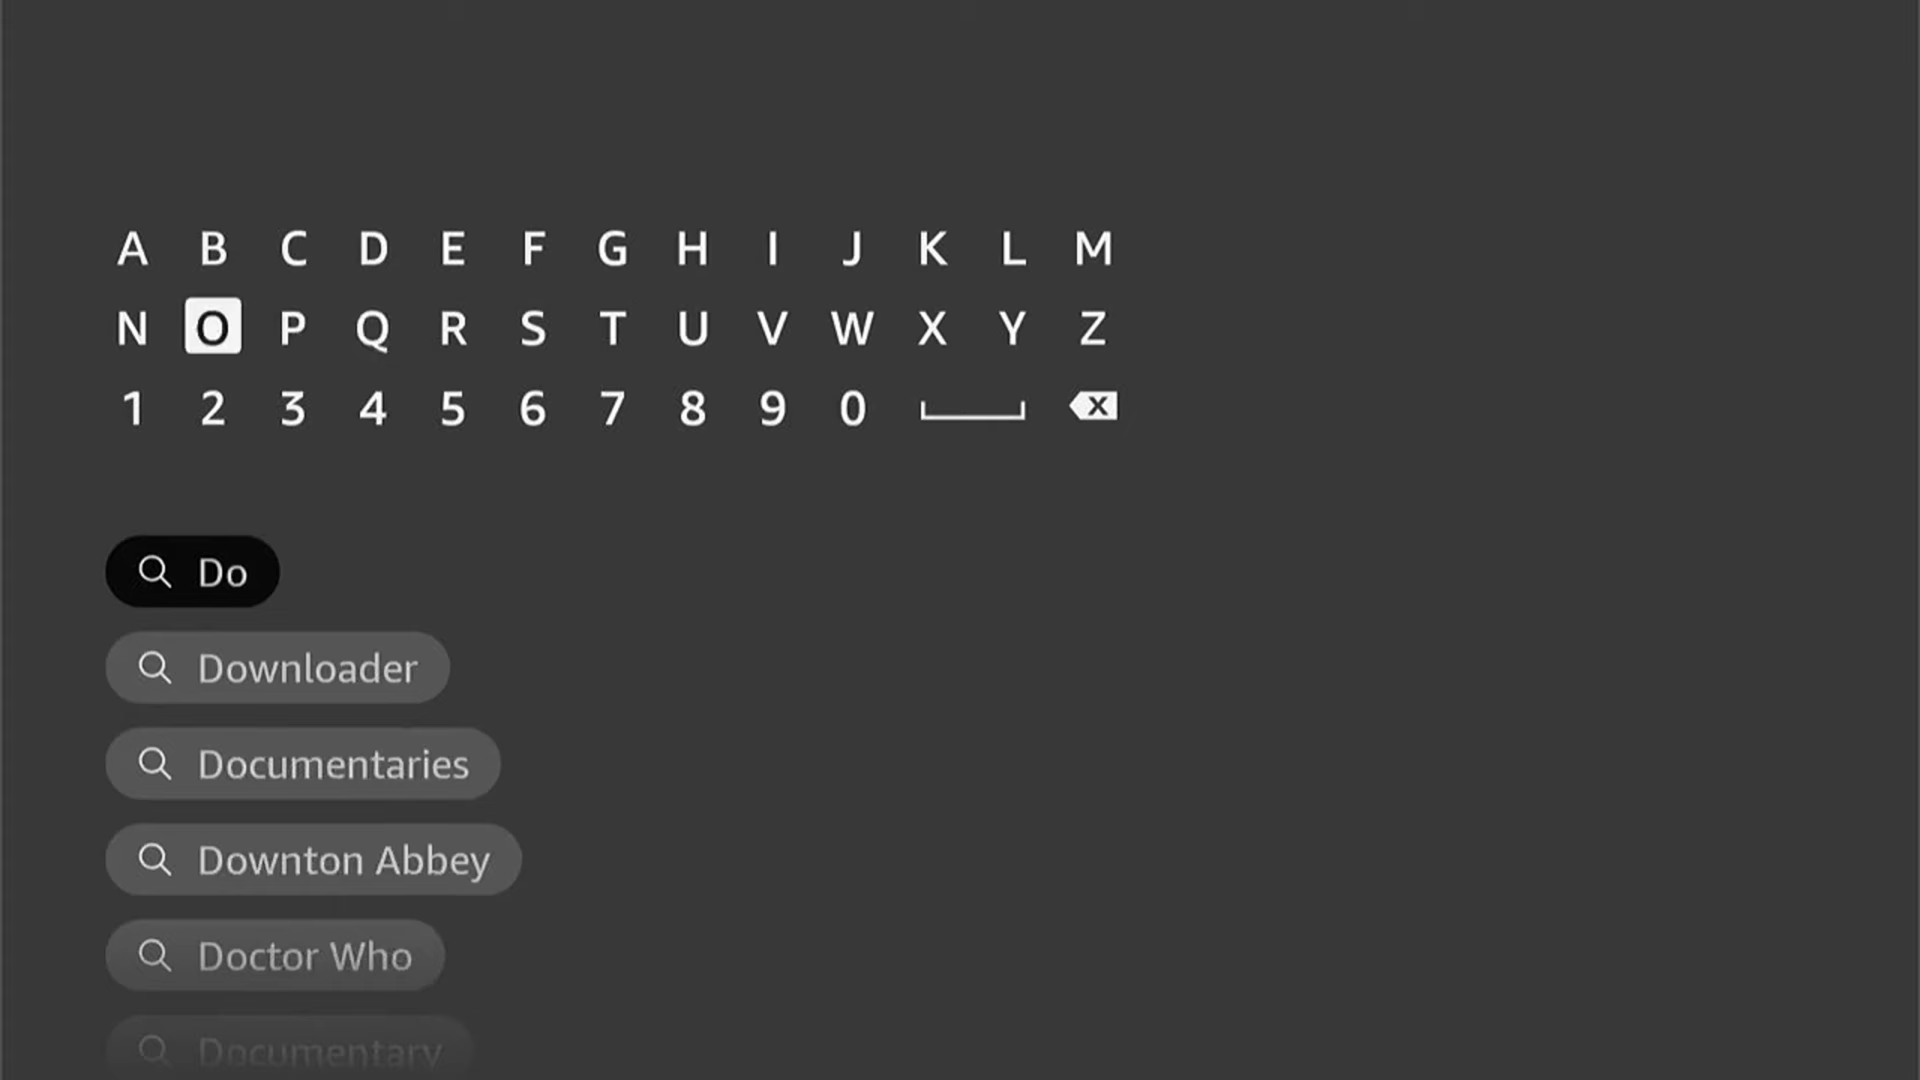 A B C D E F G H I J K L M
N O P Q R S T U V W X Y Z
1 2 3 4 5 6 7 8 9 0
Do
Downloader
Documentaries
Downton Abbey
Doctor Who
Documentary